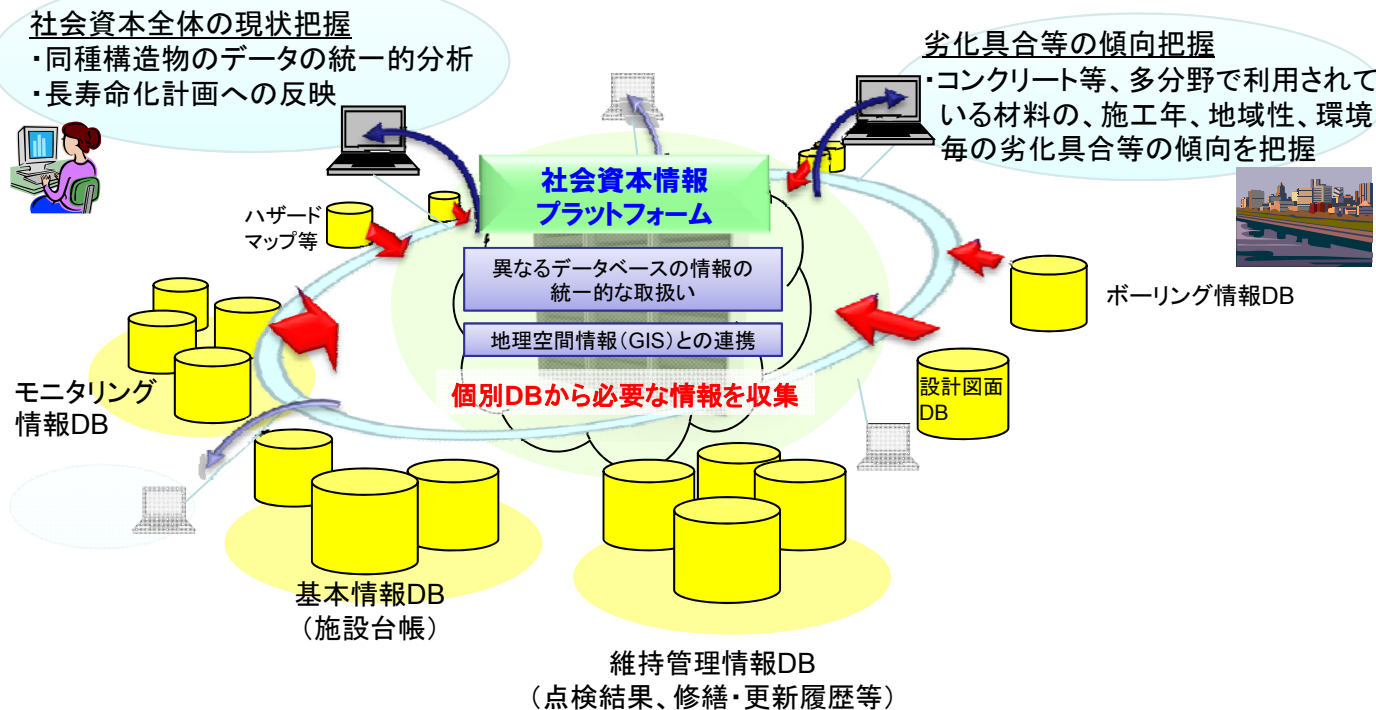 社会資本全体の現状把握
・同種構造物のデータの統一的分析
・長寿命化計画への反映
劣化具合等の傾向把握
・コンクリート等、多分野で利用されて
いる材料の、施工年、地域性、環境
毎の劣化具合等の傾向を把握
社会資本情報
プラットフォーム
ハザード
マップ等
異なるデータベースの情報の
統一的な取扱い
ボーリング情報DB
地理空間情報(GIS)との連携
個別DBから必要な情報を収集
設計図面
DB
モニタリング
情報DB
基本情報DB
(施設台帳)
維持管理情報DB
(点検結果、修繕・更新履歴等)